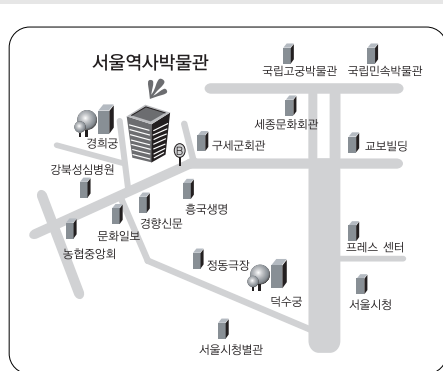 서울역사박물관
국립고궁박물관
국립민속박물관
세종문화회관
경희궁
B
구세군회관
교보빌딩
강북성심병원
흥국생명
경향신문
문화일보
농협중앙회
프레스 센터
정동극장
덕수궁
서울시청
서울시청별관